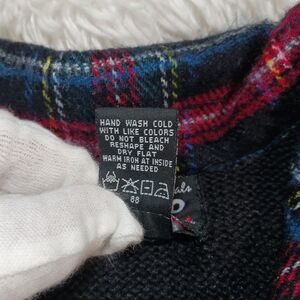 HAND WASH COLD
WITH LIKE COLORS
DO NOT BLEACH
RESHAPE AND
DRY FLAT
WARM IRON AT INSIDE
AS NEEDED
88